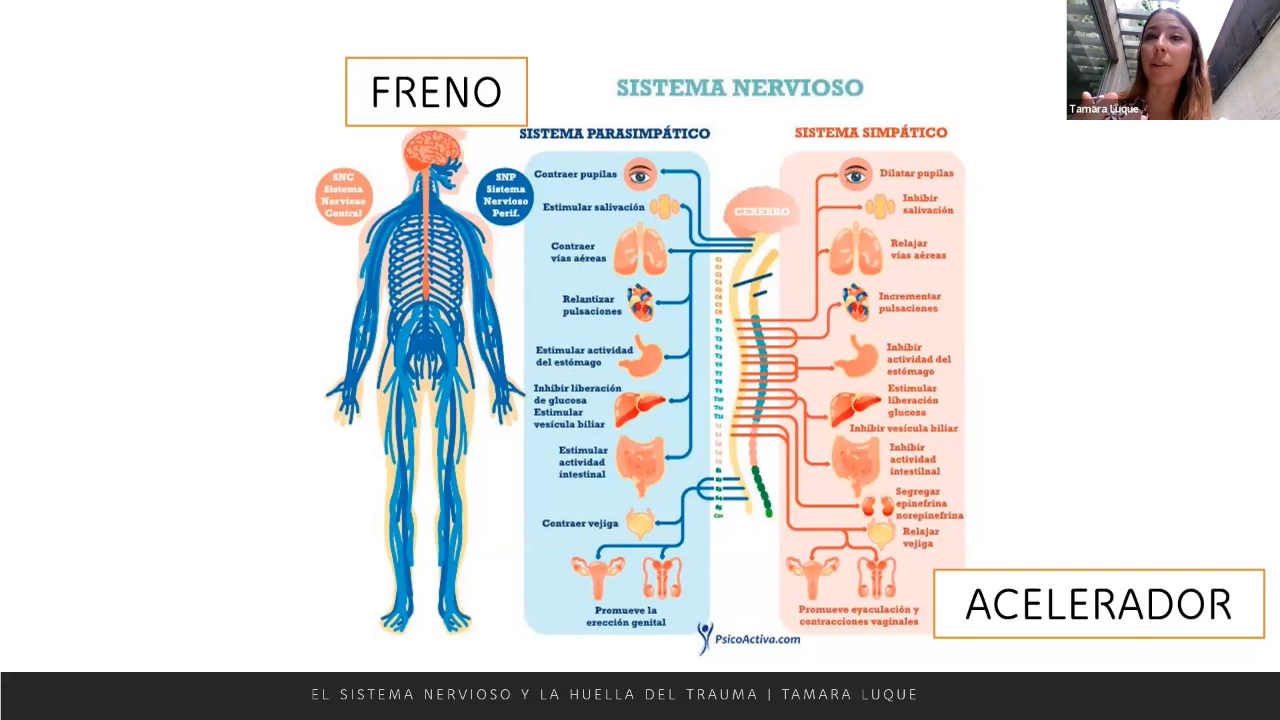 FRENO
SISTEMA NERVIOSO
Tamara Luque
SISTEMA PARASIMPÁTICO
SISTEMA SIMPÁTICO
SNC
Sistema
Nervioso
Central
SNP
Sistema
Nervioso
Perif.
Contraer pupilas
Estimular salivación
Contraer
vías aéreas
Relantizar
pulsaciones
Estimular actividad
del estómago
Inhibir liberación
de glucosa
Estimular
vesícula biliar
Estimular
actividad
intestinal
Contraer vejiga
Promueve la
erección genital
CEREBRO
Dilatar pupilas
Inhibir
salivación
Relajar
vías aéreas
Incrementar
pulsaciones
Inhibir
actividad del
estómago
Estimular
liberación
glucosa
Inhibir vesícula biliar
Inhibir
actividad
intestilnal
Segregar
epinefrina
norepinefrina
Relajar
vejiga
Promueve eyaculación y
contracciones vaginales
PsicoActiva.com
ACELERADOR
EL SISTEMA NERVIOSO Y LA HUELLA DEL TRAUMA | TAMARA LUQUE